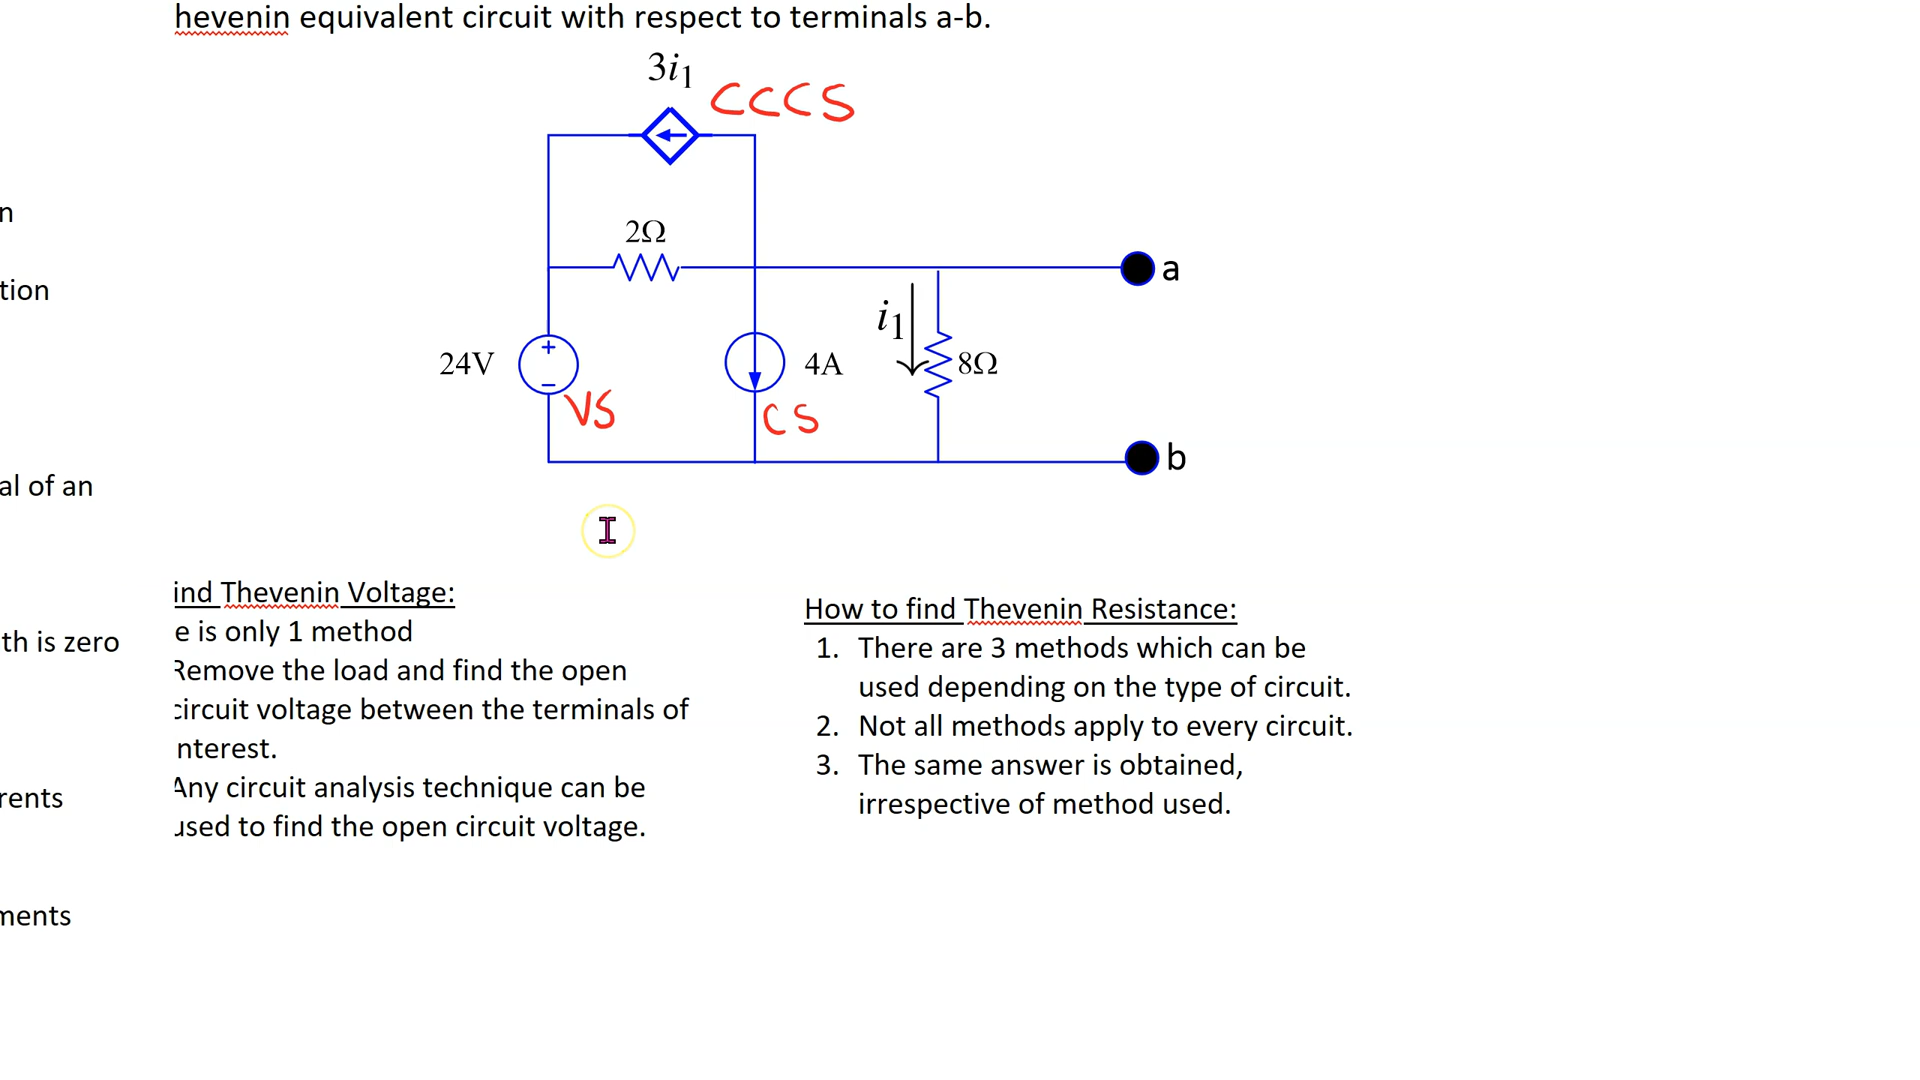 hevenin equivalent circuit with respect to terminals a-b.
3i1
CCCS
n
2Ω
a
tion
i1
24V
4A
8Ω
VS
CS
b
al of an
ind Thevenin Voltage:
e is only 1 method
Remove the load and find the open
circuit voltage between the terminals of
nterest.
Any circuit analysis technique can be
used to find the open circuit voltage.
How to find Thevenin Resistance:
1. There are 3 methods which can be
used depending on the type of circuit.
2. Not all methods apply to every circuit.
3. The same answer is obtained,
irrespective of method used.
th is zero
rents
ments